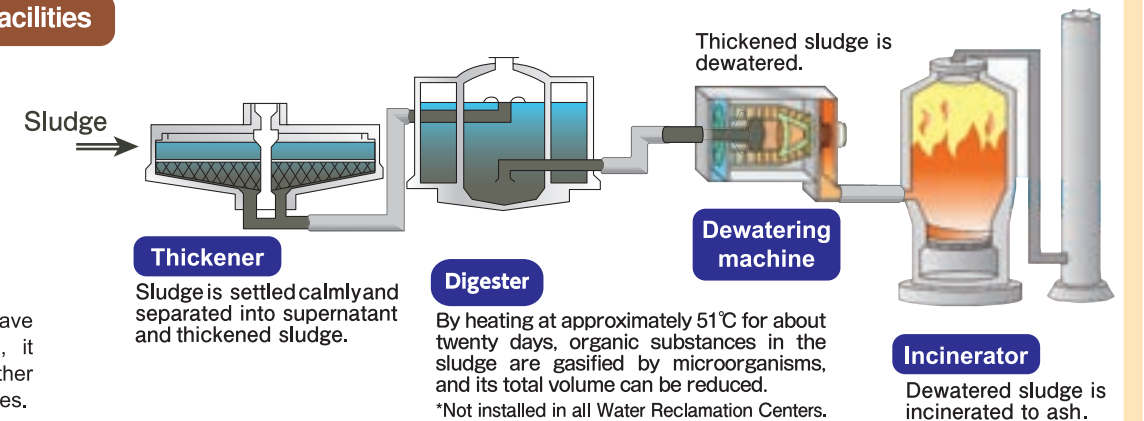 acilities
Sludge
Thickener
Sludge is settled calmly and
separated into supernatant
and thickened sludge.
Digester
By heating at approximately 51℃ for about
twenty days, organic substances in the
sludge are gasified by microorganisms,
and its total volume can be reduced.
*Not installed in all Water Reclamation Centers.
Thickened sludge is
dewatered.
Dewatering
machine
Incinerator
Dewatered sludge is
incinerated to ash.
ave
, it
ther
es.